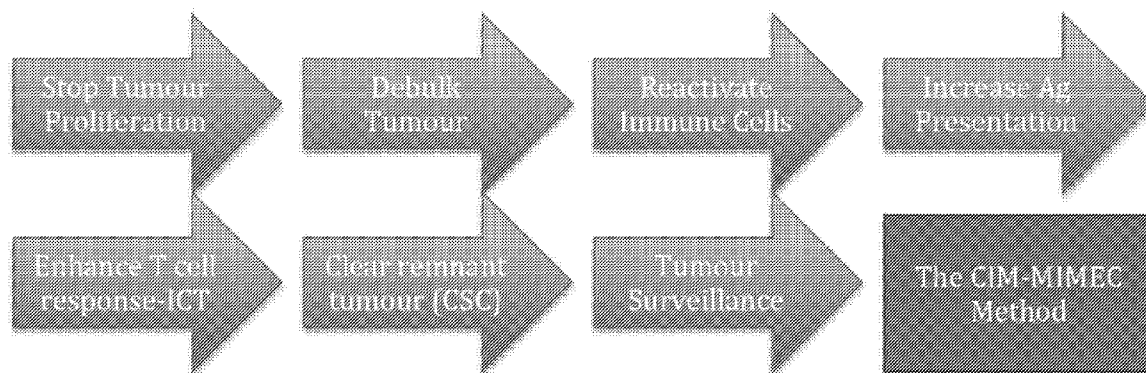 Stop Tumour
Proliferation
Debulk
Tumour
Reactivate
Immune Cells
Increase Ag
Presentation
Enhance T cell
response-ICT
Clear remnant
tumour (CSC)
Tumour
Surveillance
The CIM-MIMEC
Method